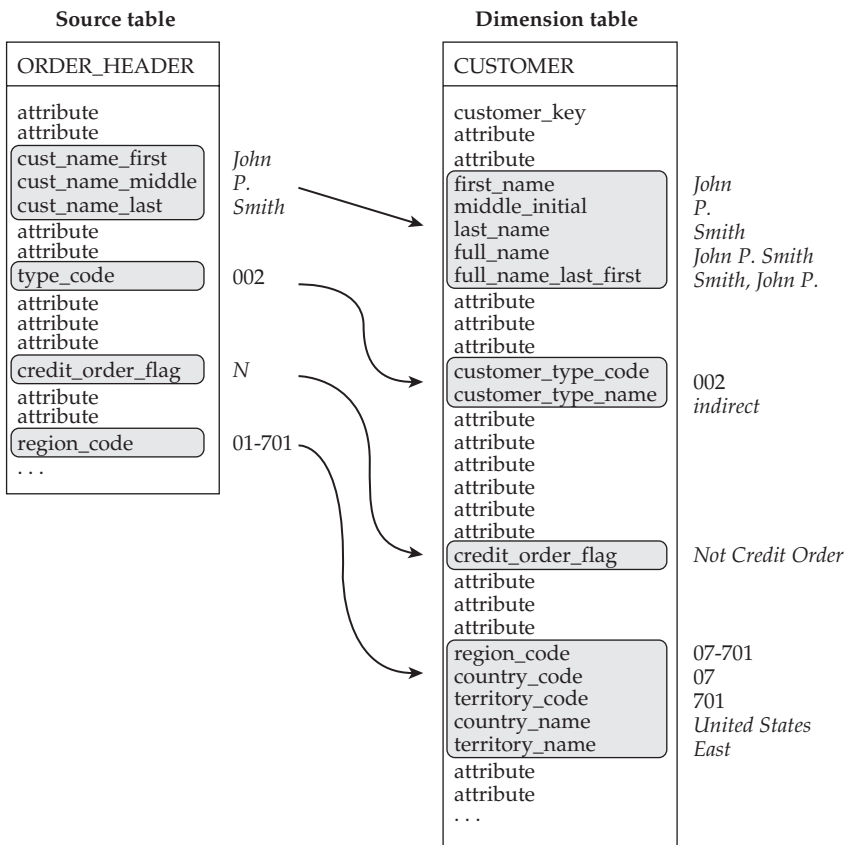 Source table
ORDER_HEADER
attribute
attribute
cust_name_first John
cust_name_middle P.
cust_name_last Smith
attribute
attribute
type_code 002
attribute
attribute
attribute
credit_order_flag N
attribute
attribute
region_code 01-701
. . .
Dimension table
CUSTOMER
customer_key
attribute
attribute
first_name John
middle_initial P.
last_name Smith
full_name John P. Smith
full_name_last_first Smith, John P.
attribute
attribute
attribute
customer_type_code 002
customer_type_name indirect
attribute
attribute
attribute
attribute
attribute
attribute
credit_order_flag Not Credit Order
attribute
attribute
attribute
region_code 07-701
country_code 07
territory_code 701
country_name United States
territory_name East
attribute
attribute
. . .